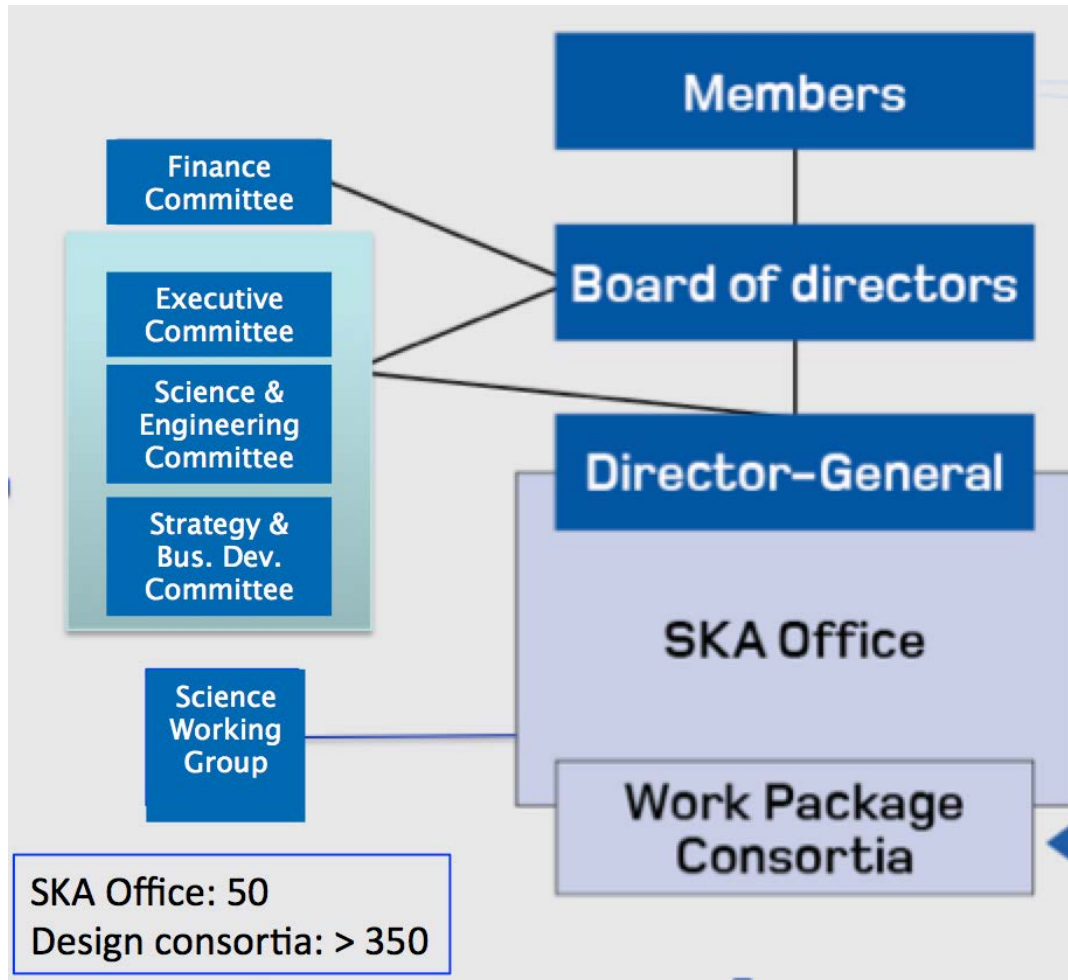 Members
Finance
Committee
Board of directors
Executive
Committee
Science &
Engineering
Committee
Director-General
Strategy &
Bus. Dev.
Committee
SKA Office
Science
Working
Group
Work Package
Consortia
SKA Office: 50
Design consortia: > 350